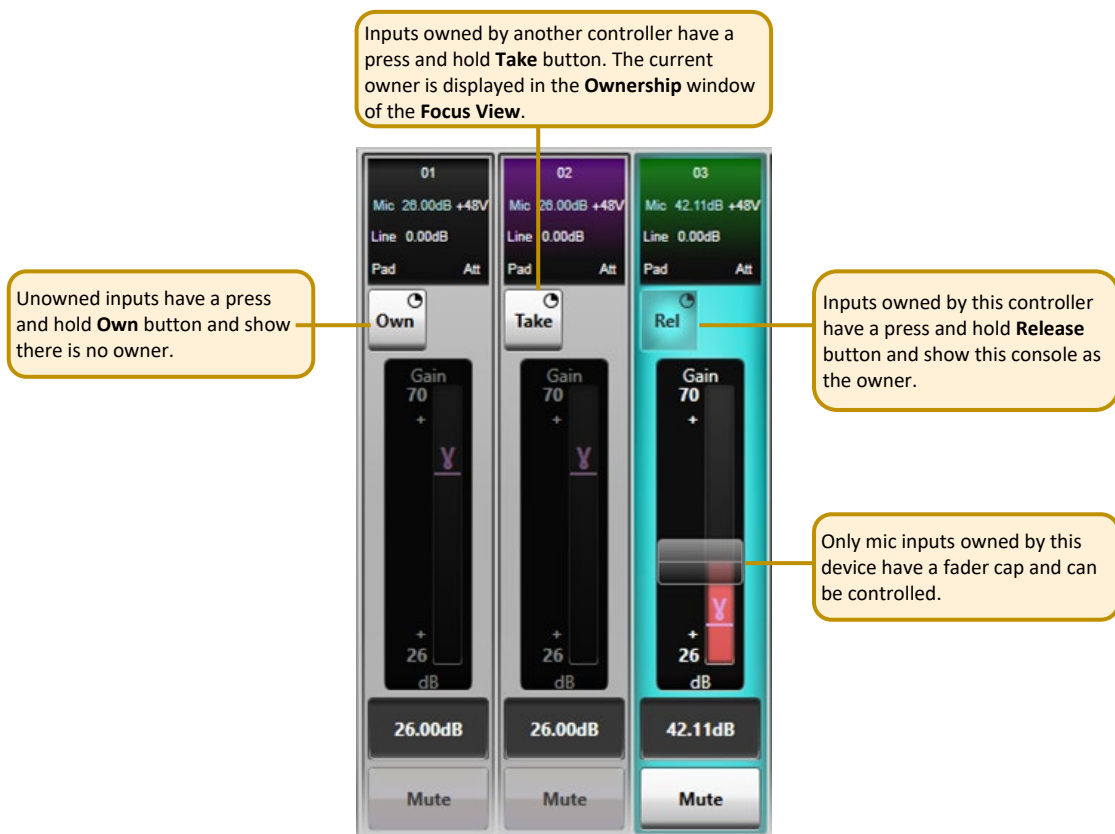 Inputs owned by another controller have a
press and hold Take button. The current
owner is displayed in the Ownership window
of the Focus View.
01
Mic 26.00dB +48V
Line 0.00dB
Pad Att
02
Mic 26.00dB +48V
Line 0.00dB
Pad Att
03
Mic 42.11dB +48V
Line 0.00dB
Pad Att
Unowned inputs have a press
and hold Own button and show
there is no owner.
Own
Take
Rel
Inputs owned by this controller
have a press and hold Release
button and show this console as
the owner.
Gain
70
+
+
26
dB
Gain
70
+
+
26
dB
Gain
70
+
+
26
dB
Only mic inputs owned by this
device have a fader cap and can
be controlled.
26.00dB
26.00dB
42.11dB
Mute
Mute
Mute